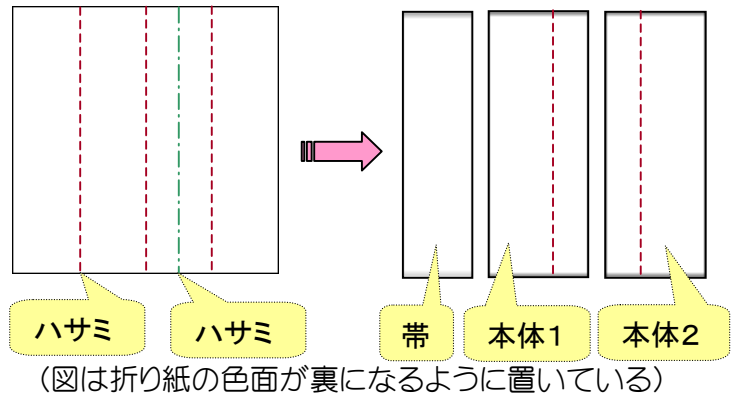 ハサミ
ハサミ
帯
本体1
本体2
(図は折り紙の色面が裏になるように置いている)